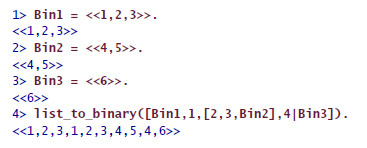 1> Bin1 = <<1,2,3>>.
<<1,2,3>>
2> Bin2 = <<4,5>>.
<<4,5>>
3> Bin3 = <<6>>.
<<6>>
4> list_to_binary([Bin1,1,[2,3,Bin2],4|Bin3]).
<<1,2,3,1,2,3,4,5,4,6>>